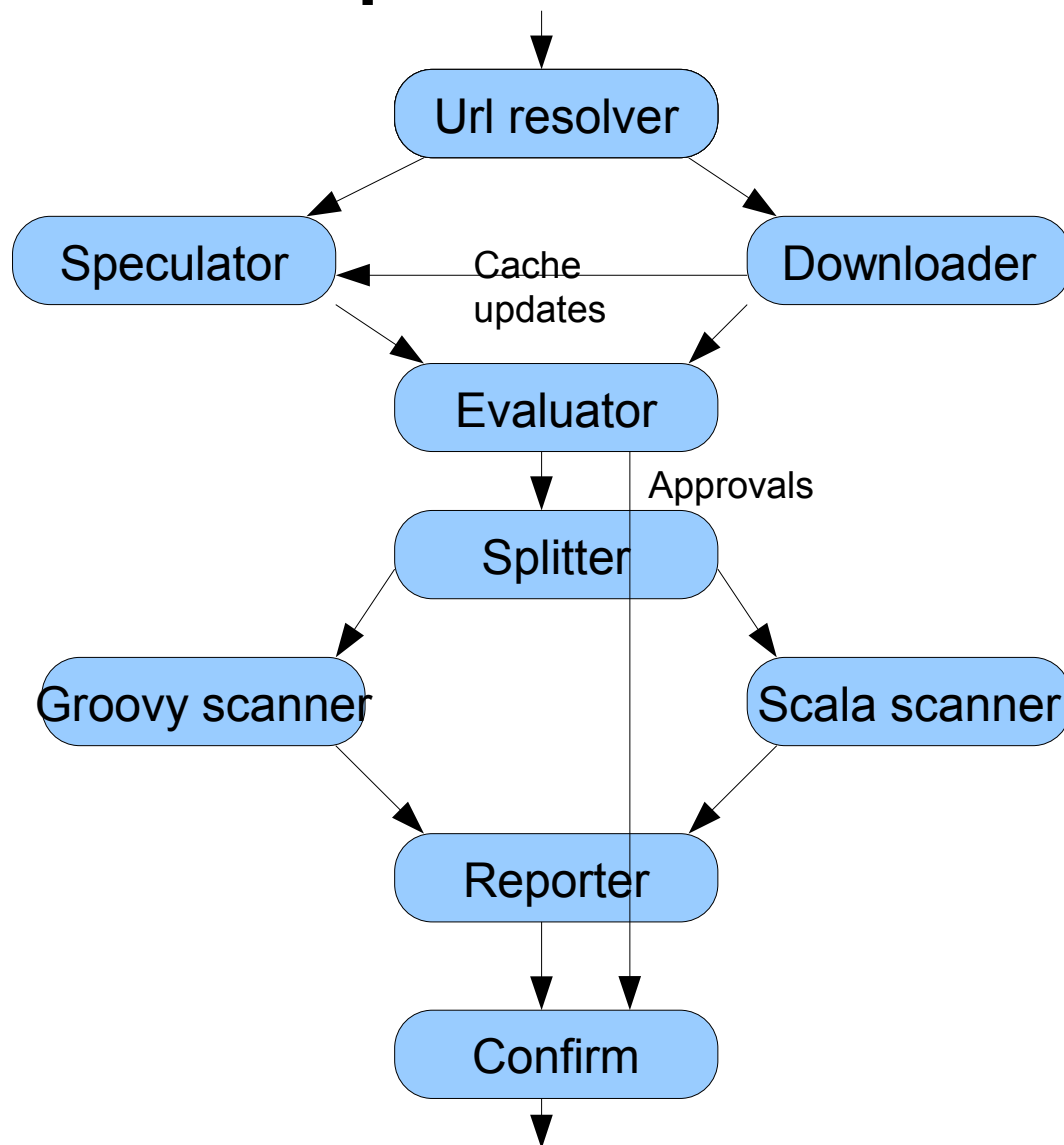 Url resolver
Speculator
Cache
updates
Downloader
Evaluator
Approvals
Splitter
Groovy scanner
Scala scanner
Reporter
Confirm